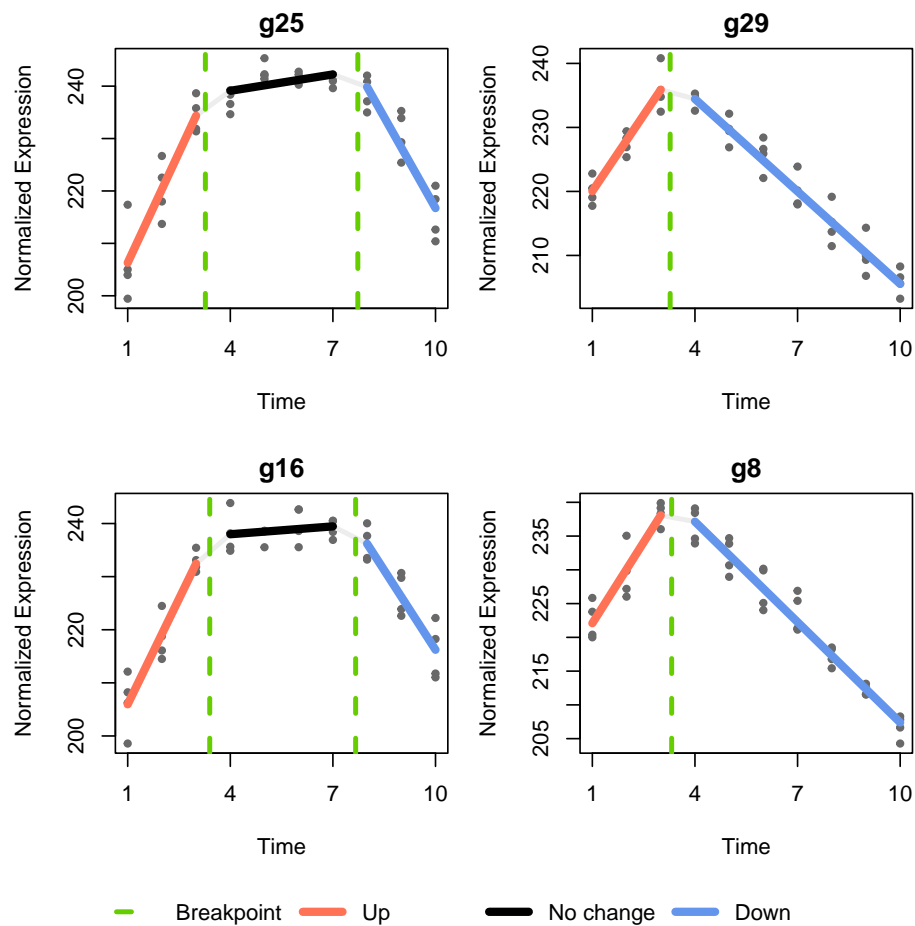 g25
Normalized Expression
240
220
200
1 4 7 10
Time
g29
Normalized Expression
240
230
220
210
1 4 7 10
Time
g16
Normalized Expression
240
220
200
1 4 7 10
Time
g8
Normalized Expression
235
225
215
205
1 4 7 10
Time
Breakpoint Up No change Down